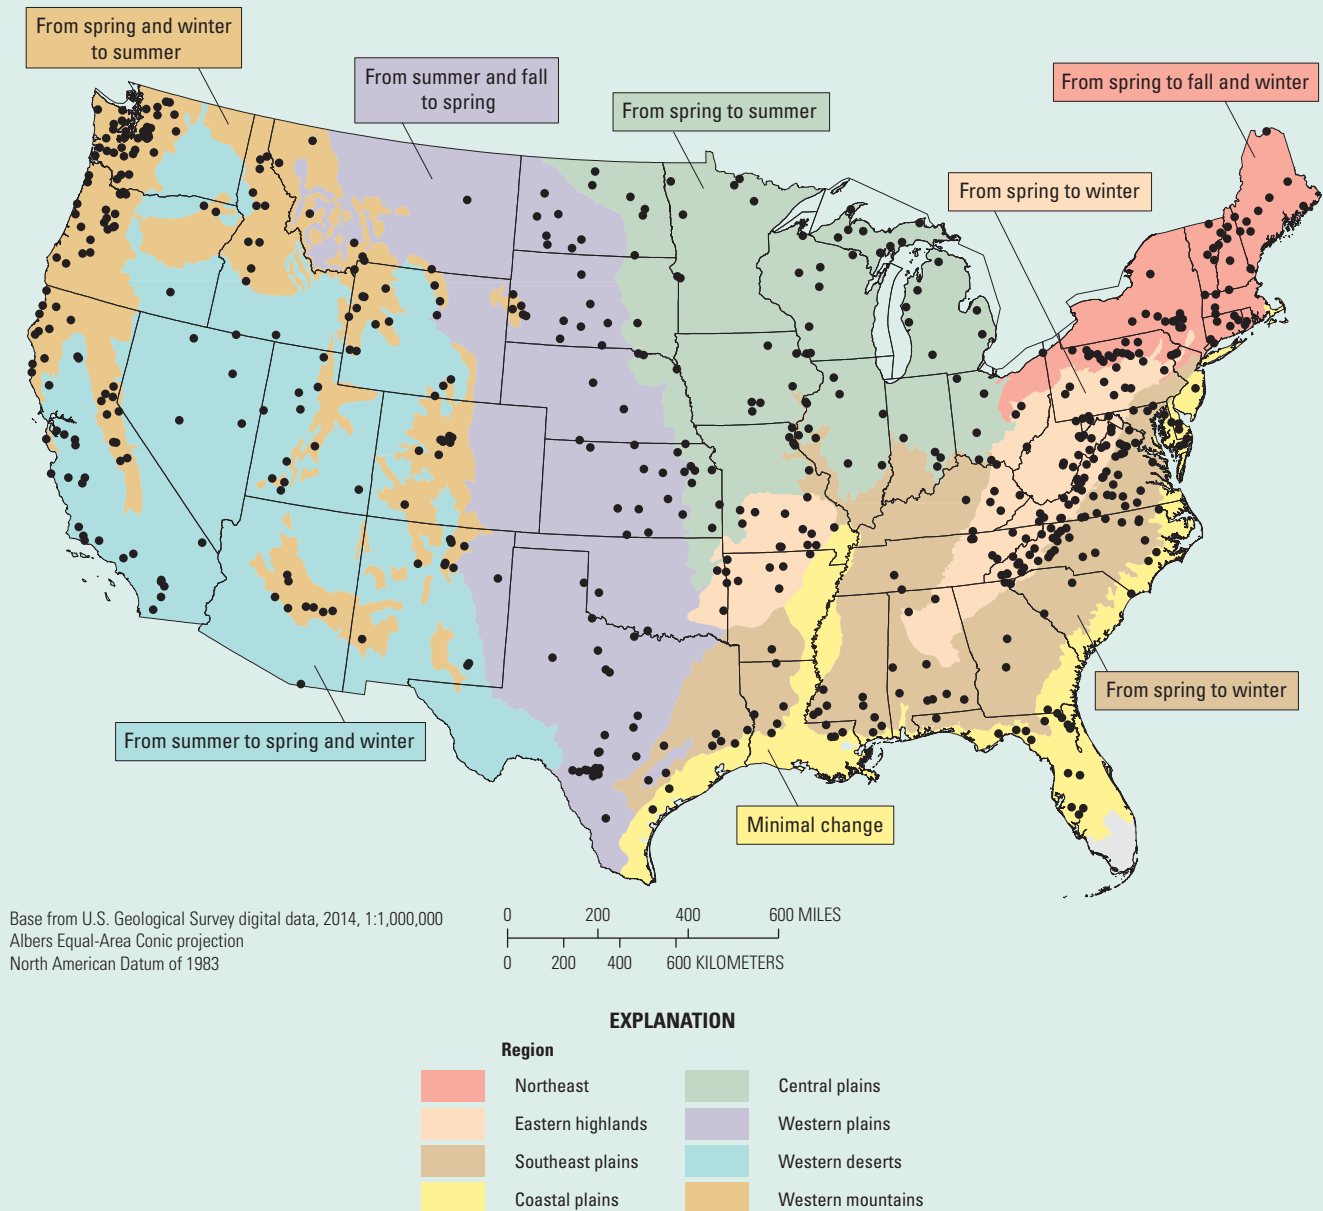 From spring and winter
to summer
From summer and fall
to spring
From spring to summer
From spring to fall and winter
From spring to winter
From spring to winter
From summer to spring and winter
Minimal change
Base from U.S. Geological Survey digital data, 2014, 1:1,000,000
Albers Equal-Area Conic projection
North American Datum of 1983
0 200 400 600 MILES
0 200 400 600 KILOMETERS
EXPLANATION
Region
Northeast
Eastern highlands
Southeast plains
Coastal plains
Central plains
Western plains
Western deserts
Western mountains